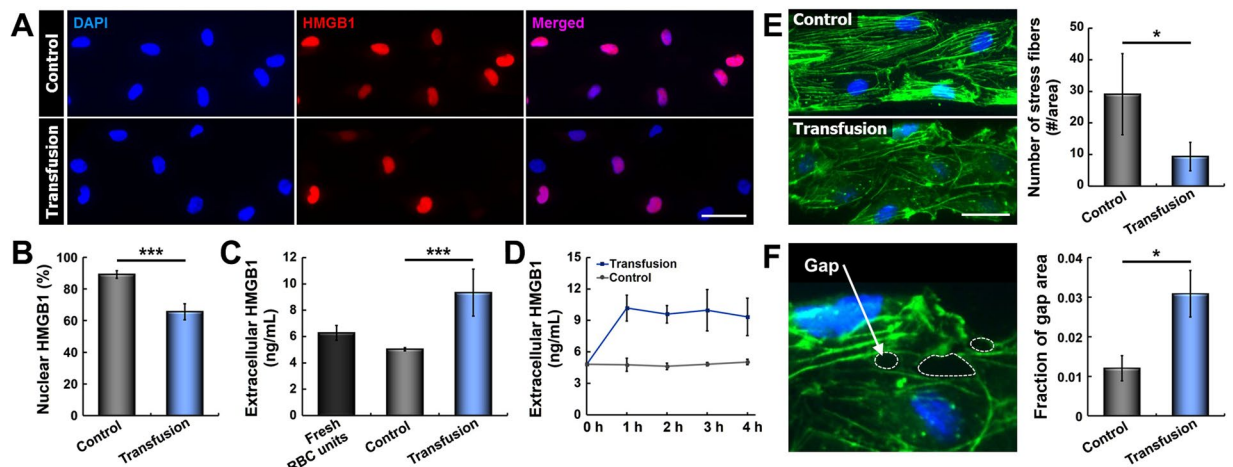 A
Control
Transfusion
DAPI
HMGB1
Merged
B
Nuclear HMGB1 (%)
100
80
60
40
20
0
***
Control
Transfusion
C
Extracellular HMGB1
(ng/mL)
12
10
8
6
4
2
0
***
Fresh
RBC units
Control
Transfusion
D
Extracellular HMGB1
(ng/mL)
15
12
9
6
3
0
Transfusion
Control
0 h
1 h
2 h
3 h
4 h
E
Control
Transfusion
Number of stress fibers
(#/area)
50
40
30
20
10
0
*
Control
Transfusion
F
Gap
Fraction of gap area
0.04
0.03
0.02
0.01
0.00
*
Control
Transfusion